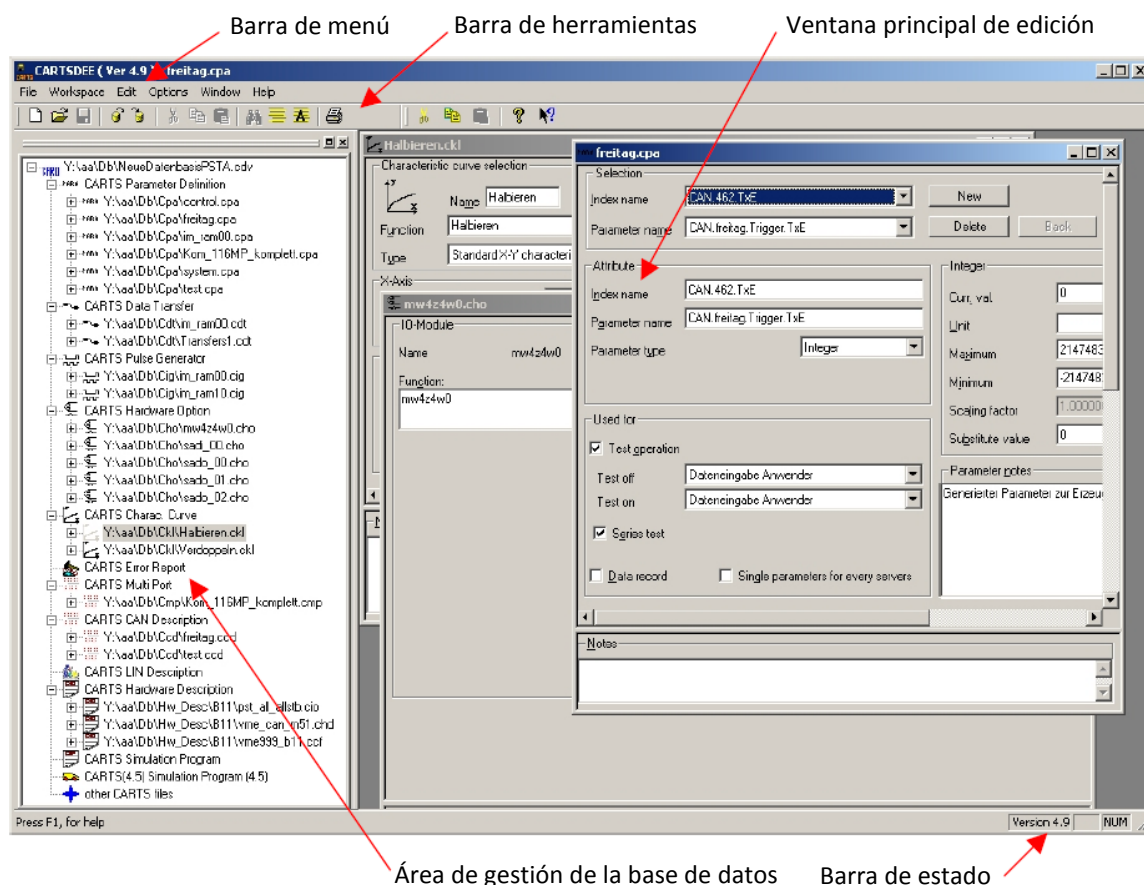 Barra de menú
Barra de herramientas
Ventana principal de edición
CARTSDEE ( Ver 4.9 ) freitag.cpa
File Workspace Edit Options Window Help
Y:\aa\Db\NeueDatenbasisPSTA.cdv
CARTS Parameter Definition
Y:\aa\Db\Cpa\control.cpa
Y:\aa\Db\Cpa\freitag.cpa
Y:\aa\Db\Cpa\im_ram00.cpa
Y:\aa\Db\Cpa\Kom_116MP_komplett.cpa
Y:\aa\Db\Cpa\system.cpa
Y:\aa\Db\Cpa\test.cpa
CARTS Data Transfer
Y:\aa\Db\Cdt\im_ram00.cdt
Y:\aa\Db\Cdt\Transfers1.cdt
CARTS Pulse Generator
Y:\aa\Db\Cig\im_ram00.cig
Y:\aa\Db\Cig\im_ram10.cig
CARTS Hardware Option
Y:\aa\Db\Cho\mw4z4w0.cho
Y:\aa\Db\Cho\sadi_00.cho
Y:\aa\Db\Cho\sado_00.cho
Y:\aa\Db\Cho\sado_01.cho
Y:\aa\Db\Cho\sado_02.cho
CARTS Charac. Curve
Y:\aa\Db\Ckl\Halbieren.ckl
Y:\aa\Db\Ckl\Verdoppeln.ckl
CARTS Error Report
CARTS Multi Port
Y:\aa\Db\Cmp\Kom_116MP_komplett.cmp
CARTS CAN Description
Y:\aa\Db\Ccd\freitag.ccd
Y:\aa\Db\Ccd\test.ccd
CARTS LIN Description
CARTS Hardware Description
Y:\aa\Db\Hw_Desc\B11\pst_al_allstb.cio
Y:\aa\Db\Hw_Desc\B11\vme_can_m51.chd
Y:\aa\Db\Hw_Desc\B11\vme999_b11.ccf
CARTS Simulation Program
CARTS(4.5) Simulation Program (4.5)
other CARTS files
Halbieren.ckl
Characteristic curve selection
Name Halbieren
Function Halbieren
Type Standard X-Y characteri
X-Axis
mw4z4w0.cho
IO-Module
Name mw4z4w0
Function:
mw4z4w0
freitag.cpa
Selection
Index name CAN.462.TxE New
Parameter name CAN.freitag.Trigger.TxE Delete Back
Attribute
Index name CAN.462.TxE
Parameter name CAN.freitag.Trigger.TxE
Parameter type Integer
Used for
Test operation
Test off Dateneingabe Anwender
Test on Dateneingabe Anwender
Series test
Data record Single parameters for every servers
Integer
Curr. val. 0
Unit
Maximum 2147483
Minimum -214748
Scaling factor 1.00000
Substitute value 0
Parameter notes
Generierter Parameter zur Erzeu
Notes
Press F1, for help
Version 4.9 NUM
Área de gestión de la base de datos
Barra de estado